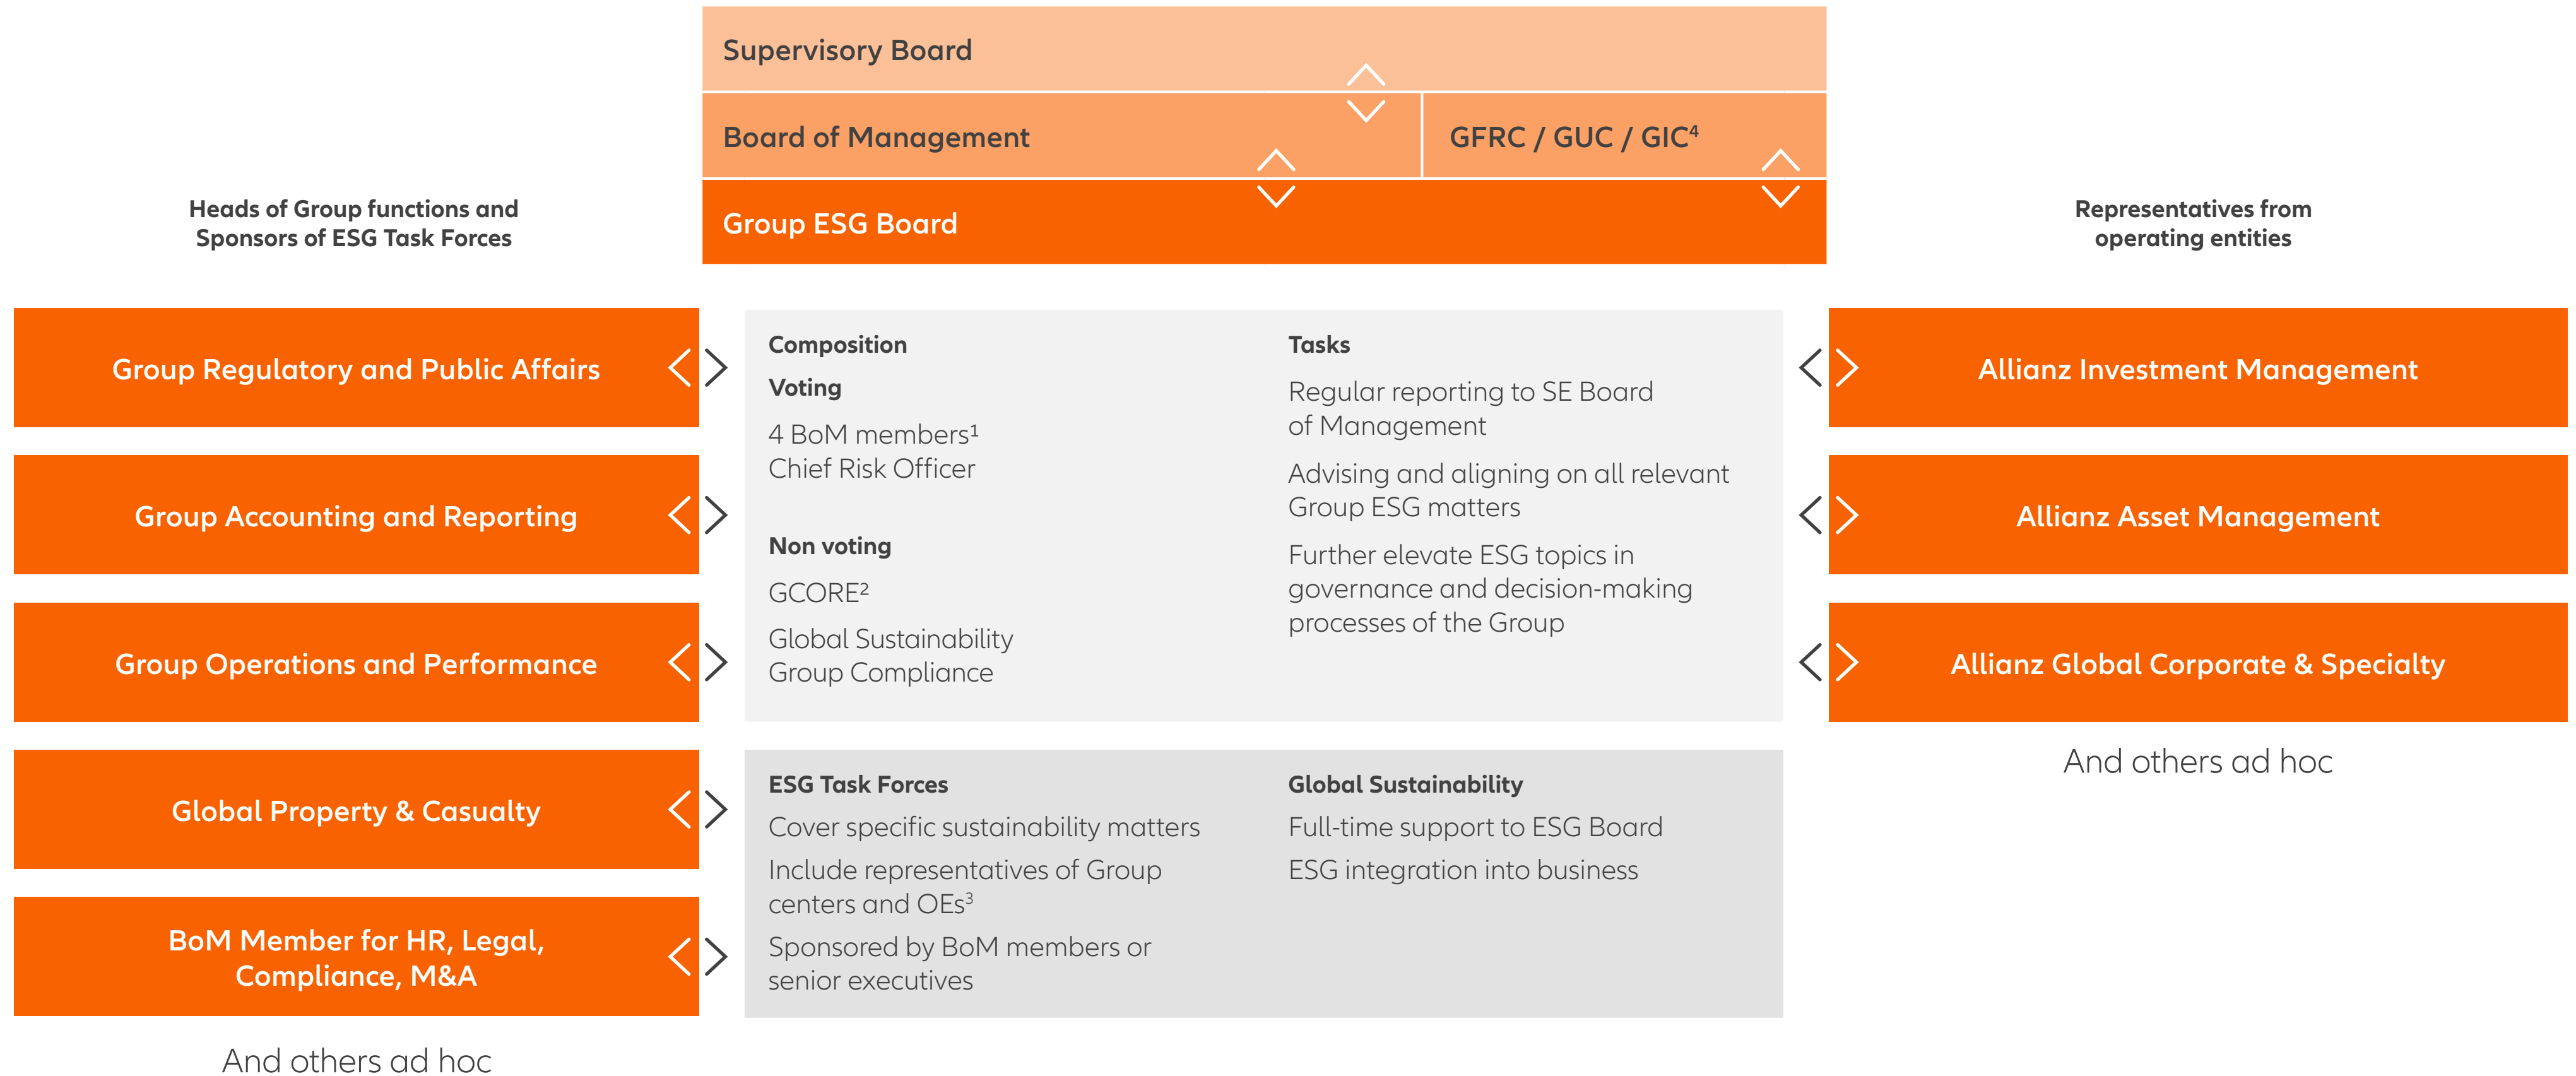 Supervisory Board
Board of Management
GFRC / GUC / GIC⁴
Group ESG Board
Heads of Group functions and
Sponsors of ESG Task Forces
Group Regulatory and Public Affairs
Group Accounting and Reporting
Group Operations and Performance
Global Property & Casualty
BoM Member for HR, Legal,
Compliance, M&A
And others ad hoc
Composition
Voting
4 BoM members¹
Chief Risk Officer
Non voting
GCORE²
Global Sustainability
Group Compliance
Tasks
Regular reporting to SE Board
of Management
Advising and aligning on all relevant
Group ESG matters
Further elevate ESG topics in
governance and decision-making
processes of the Group
ESG Task Forces
Cover specific sustainability matters
Include representatives of Group
centers and OEs³
Sponsored by BoM members or
senior executives
Global Sustainability
Full-time support to ESG Board
ESG integration into business
Representatives from
operating entities
Allianz Investment Management
Allianz Asset Management
Allianz Global Corporate & Specialty
And others ad hoc